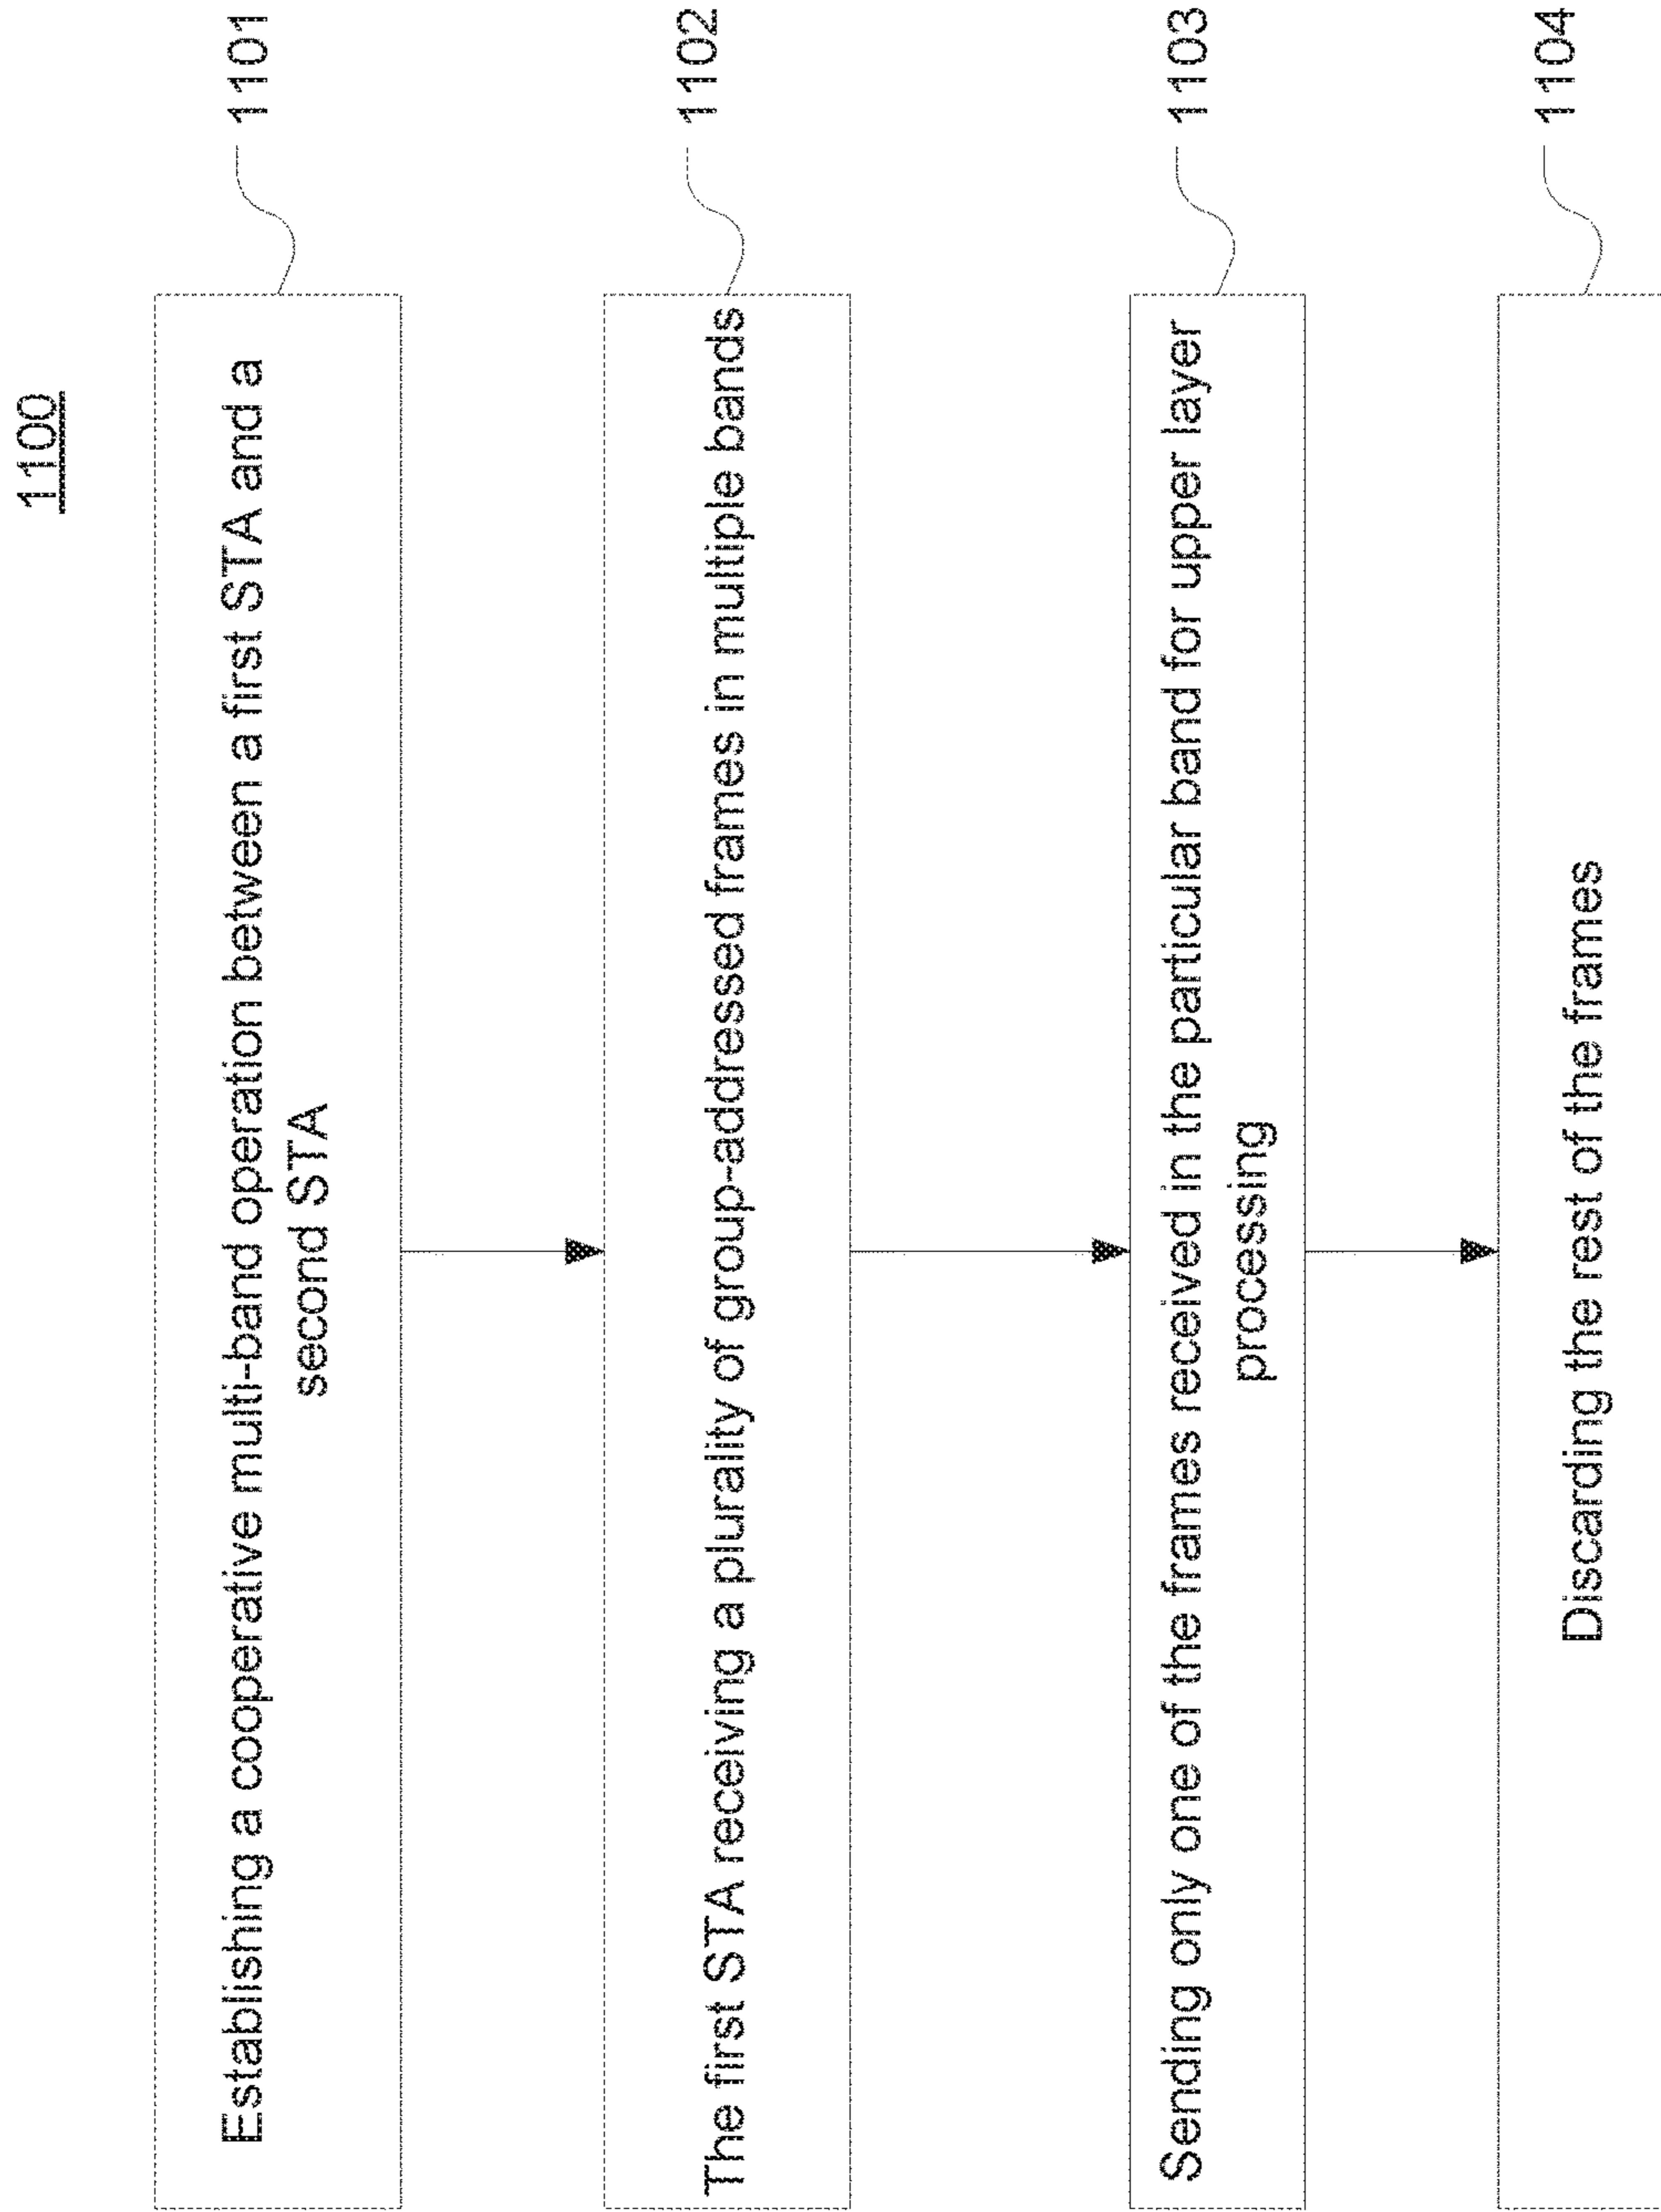 1100
Establishing a cooperative multi-band operation between a first STA and a
second STA
1101
The first STA receiving a plurality of group-addressed frames in multiple bands
1102
Sending only one of the frames received in the particular band for upper layer
processing
1103
Discarding the rest of the frames
1104